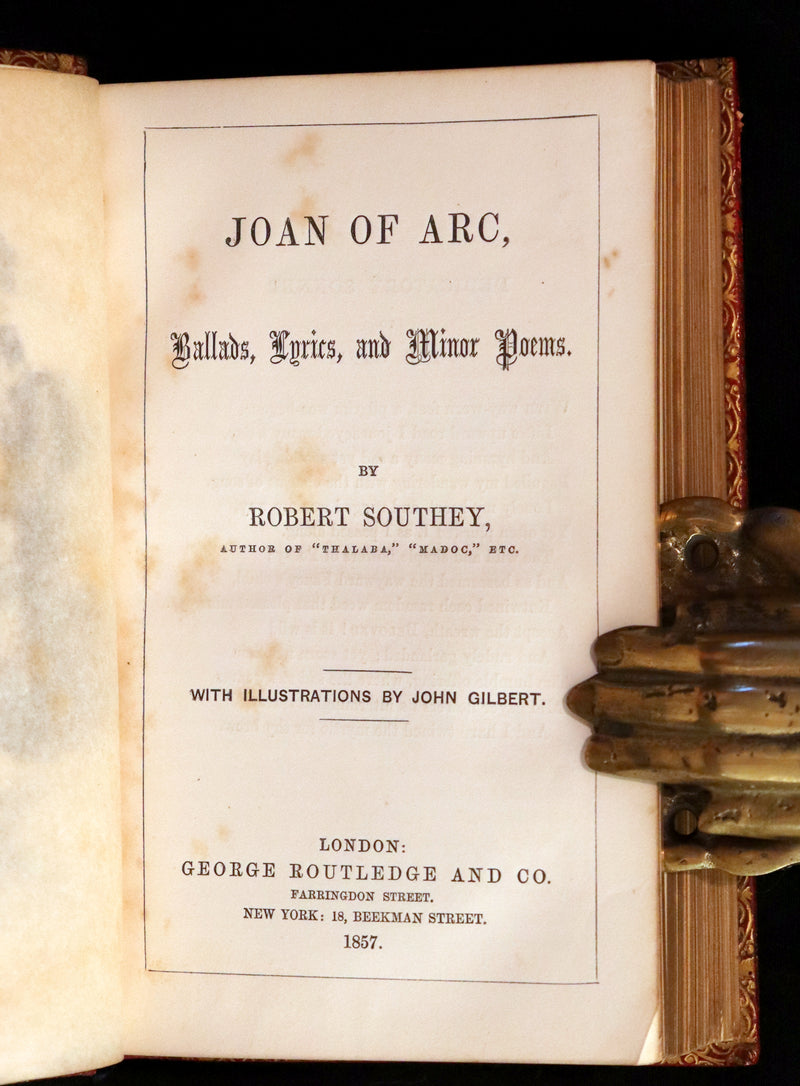 JOAN OF ARC,
Ballads, Lyrics, and Minor Poems.
BY
ROBERT SOUTHEY,
AUTHOR OF "THALABA," "MADOC," ETC.
WITH ILLUSTRATIONS BY JOHN GILBERT.
LONDON:
GEORGE ROUTLEDGE AND CO.
FARRINGDON STREET.
NEW YORK: 18, BEEKMAN STREET.
1857.